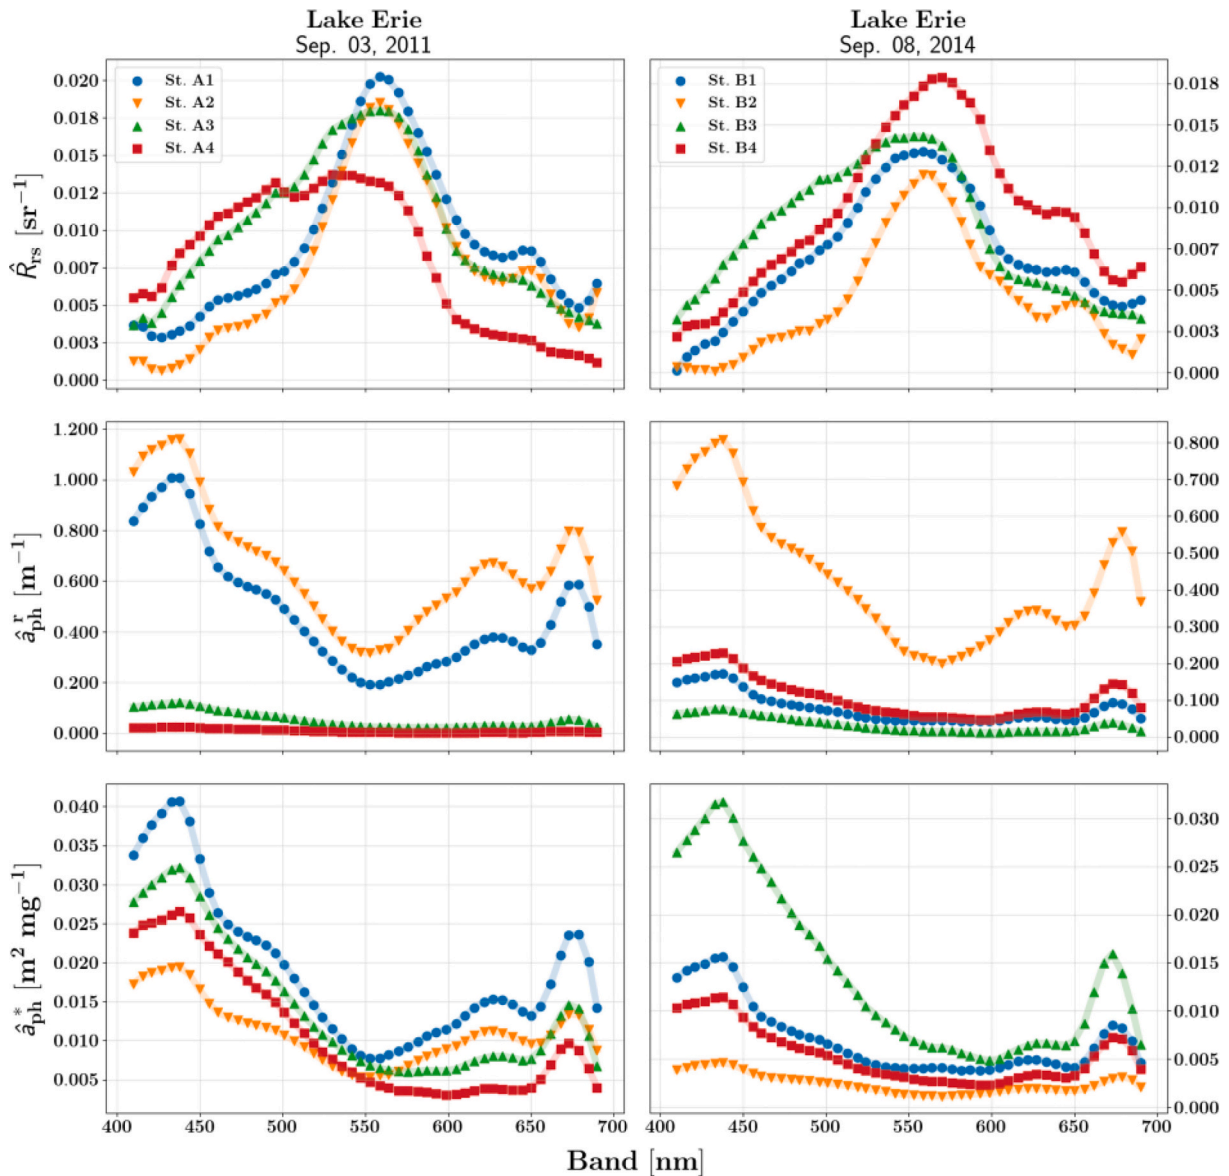 Lake Erie
Sep. 03, 2011
Lake Erie
Sep. 08, 2014
St. A1
St. A2
St. A3
St. A4
St. B1
St. B2
St. B3
St. B4
R̂rs [sr⁻¹]
0.020
0.018
0.015
0.012
0.010
0.007
0.005
0.003
0.000
0.018
0.015
0.012
0.010
0.007
0.005
0.003
0.000
â^r_ph [m⁻¹]
1.200
1.000
0.800
0.600
0.400
0.200
0.000
0.800
0.700
0.600
0.500
0.400
0.300
0.200
0.100
0.000
â*ph [m² mg⁻¹]
0.040
0.035
0.030
0.025
0.020
0.015
0.010
0.005
0.030
0.025
0.020
0.015
0.010
0.005
0.000
400 450 500 550 600 650 700
400 450 500 550 600 650 700
Band [nm]